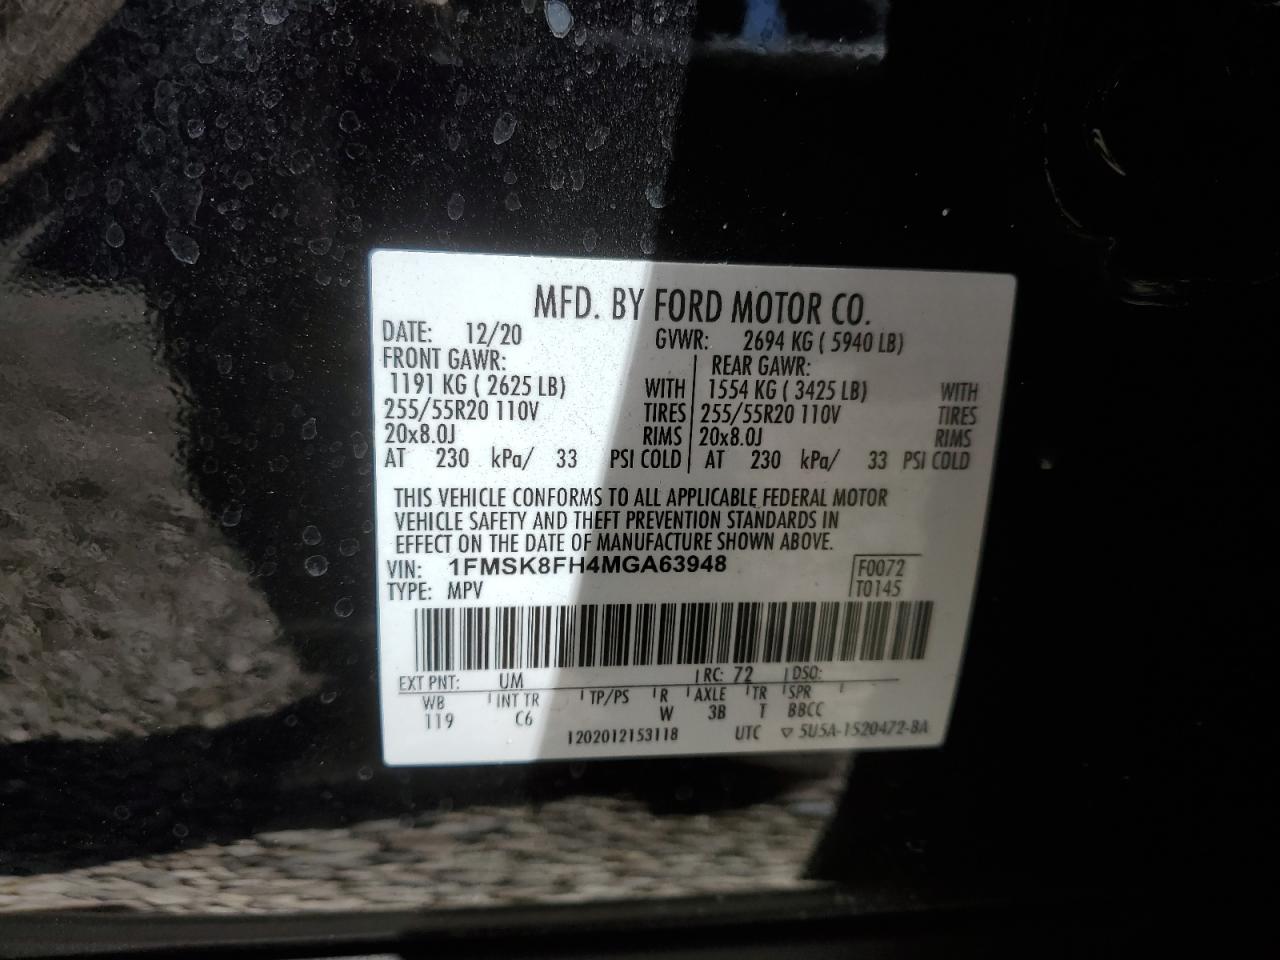 MFD. BY FORD MOTOR CO.
DATE: 12/20 GVWR: 2694 KG ( 5940 LB)
FRONT GAWR: REAR GAWR:
1191 KG ( 2625 LB) WITH 1554 KG ( 3425 LB) WITH
255/55R20 110V TIRES 255/55R20 110V TIRES
20x8.0J RIMS 20x8.0J RIMS
AT 230 kPa/ 33 PSI COLD AT 230 kPa/ 33 PSI COLD
THIS VEHICLE CONFORMS TO ALL APPLICABLE FEDERAL MOTOR
VEHICLE SAFETY AND THEFT PREVENTION STANDARDS IN
EFFECT ON THE DATE OF MANUFACTURE SHOWN ABOVE.
VIN: 1FMSK8FH4MGA63948 F0072
TYPE: MPV T0145
EXT PNT: UM RC: 72 DSO:
WB INT TR TP/PS R AXLE TR SPR
119 C6 W 3B T BBCC
1202012153118 UTC ▽ 5U5A-1520472-BA